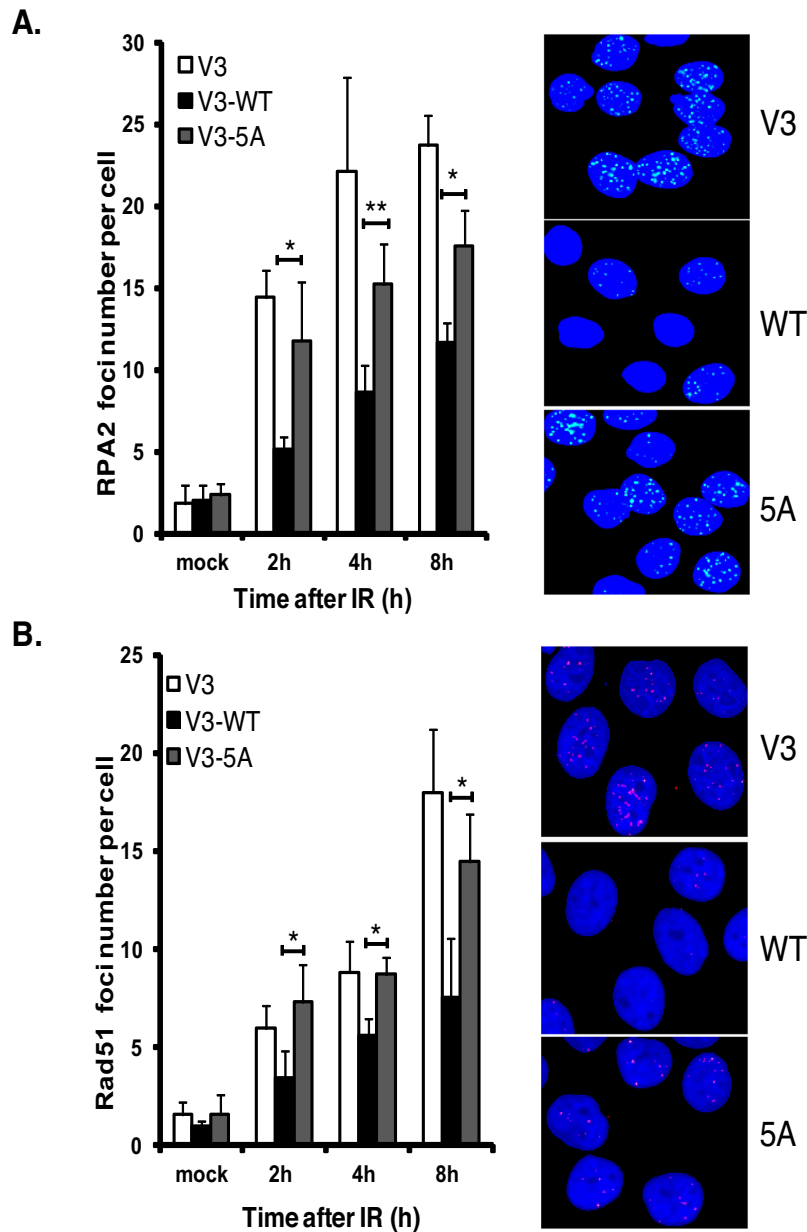 A.
30
25
20
15
10
5
0
RPA2 foci number per cell
V3
V3-WT
V3-5A
*
**
*
mock
2h
4h
8h
Time after IR (h)
V3
WT
5A
B.
25
20
15
10
5
0
Rad51 foci number per cell
V3
V3-WT
V3-5A
*
*
*
mock
2h
4h
8h
Time after IR (h)
V3
WT
5A